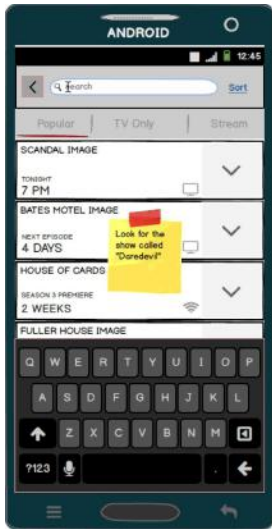 ANDROID
12:45
Search
Sort
Popular
TV Only
Stream
SCANDAL IMAGE
TONIGHT
7 PM
BATES MOTEL IMAGE
NEXT EPISODE
4 DAYS
Look for the
show called
"Daredevil"
HOUSE OF CARDS
SEASON 3 PREMIERE
2 WEEKS
FULLER HOUSE IMAGE
Q W E R T Y U I O P
A S D F G H J K L
Z X C V B N M
?123 .